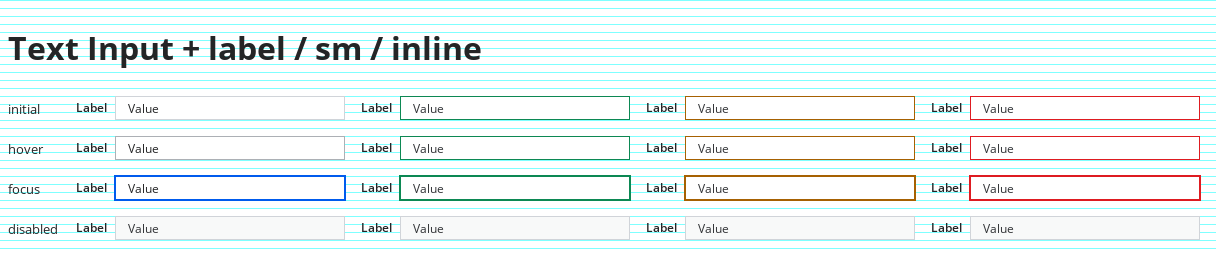 Text Input + label / sm / inline
initial Label Value Label Value Label Value Label Value
hover Label Value Label Value Label Value Label Value
focus Label Value Label Value Label Value Label Value
disabled Label Value Label Value Label Value Label Value